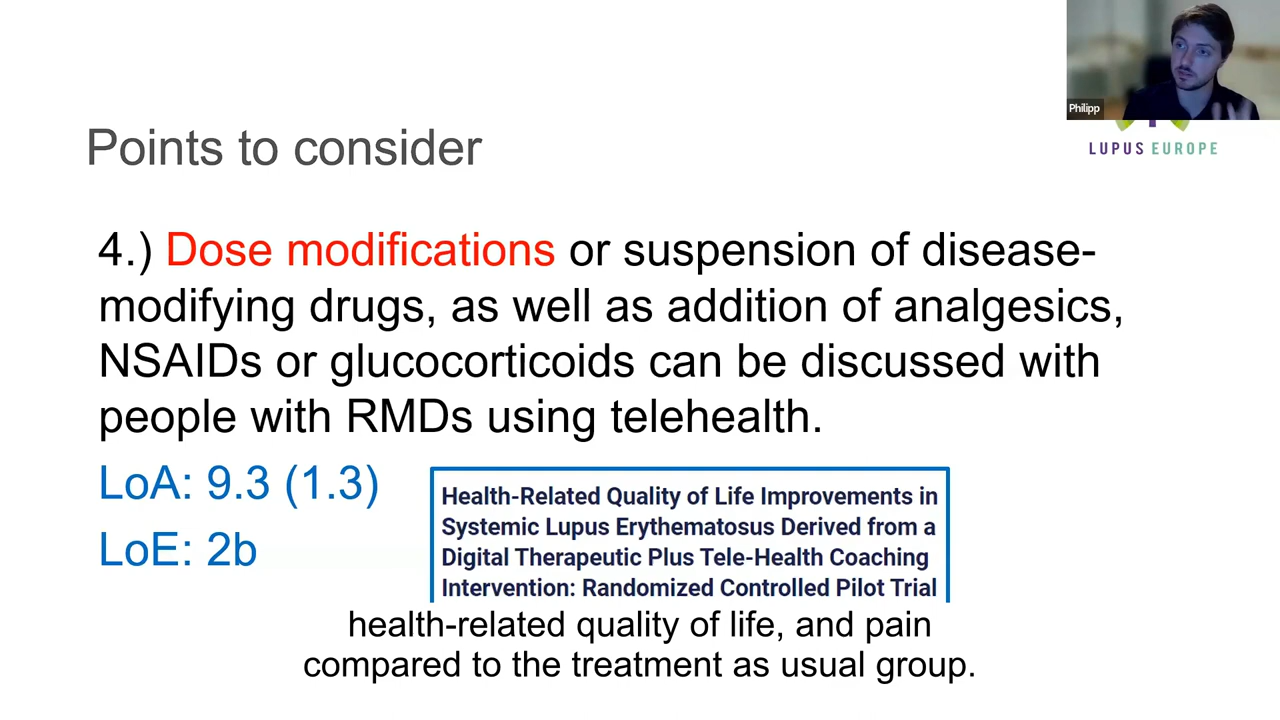 Philipp
LUPUS EUROPE
Points to consider
4.) Dose modifications or suspension of disease-
modifying drugs, as well as addition of analgesics,
NSAIDs or glucocorticoids can be discussed with
people with RMDs using telehealth.
LoA: 9.3 (1.3)
LoE: 2b
Health-Related Quality of Life Improvements in
Systemic Lupus Erythematosus Derived from a
Digital Therapeutic Plus Tele-Health Coaching
Intervention: Randomized Controlled Pilot Trial
health-related quality of life, and pain
compared to the treatment as usual group.